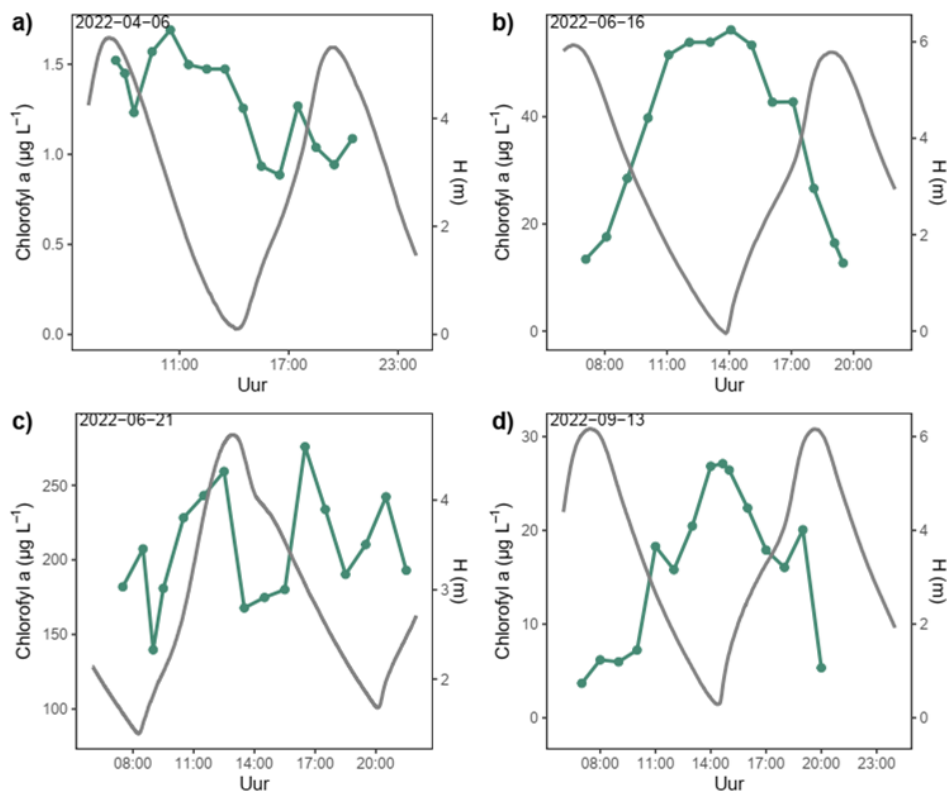 a)
2022-04-06
Chlorofyl a (µg L⁻¹)
1.5
1.0
0.5
0.0
4
2
0
H (m)
11:00 17:00 23:00
Uur
b)
2022-06-16
Chlorofyl a (µg L⁻¹)
40
20
0
6
4
2
0
H (m)
08:00 11:00 14:00 17:00 20:00
Uur
c)
2022-06-21
Chlorofyl a (µg L⁻¹)
250
200
150
100
4
3
2
H (m)
08:00 11:00 14:00 17:00 20:00
Uur
d)
2022-09-13
Chlorofyl a (µg L⁻¹)
30
20
10
0
6
4
2
0
H (m)
08:00 11:00 14:00 17:00 20:00 23:00
Uur